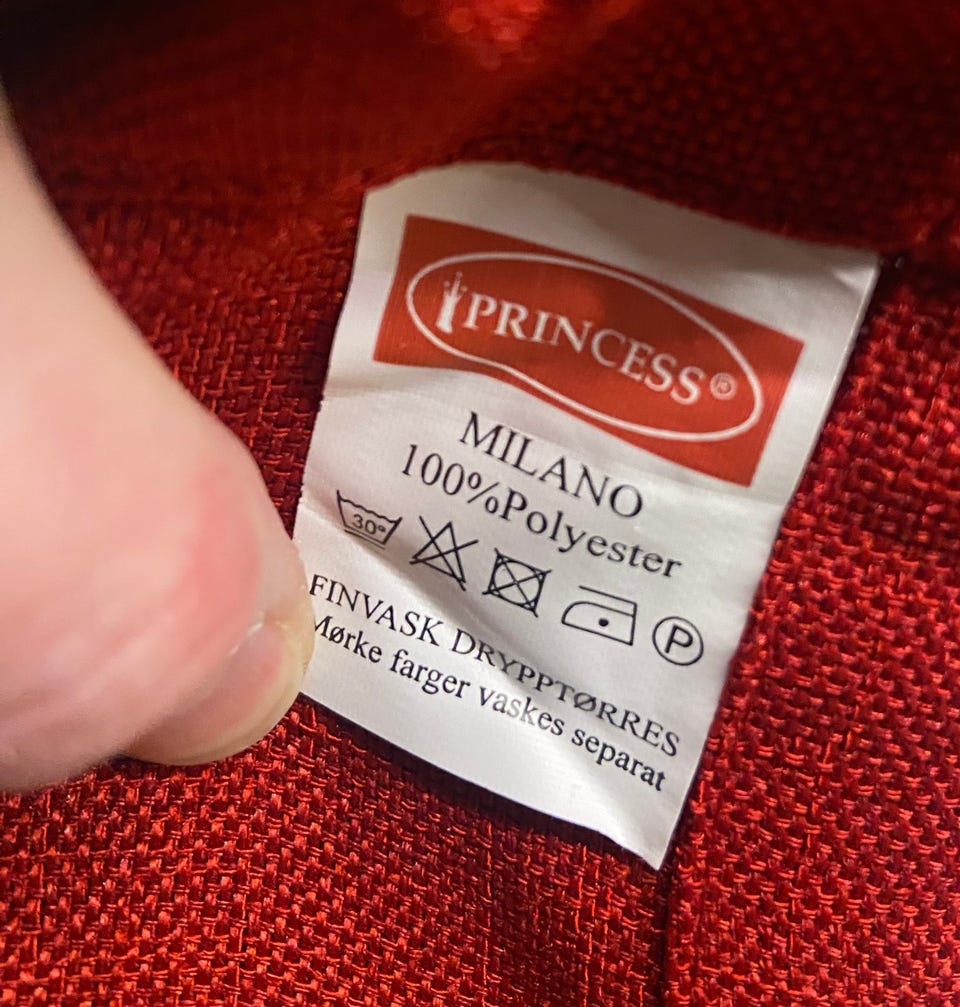 PRINCESS®
MILANO
100%Polyester
30°
P
FINVASK DRYPPTØRRES
Mørke farger vaskes separat